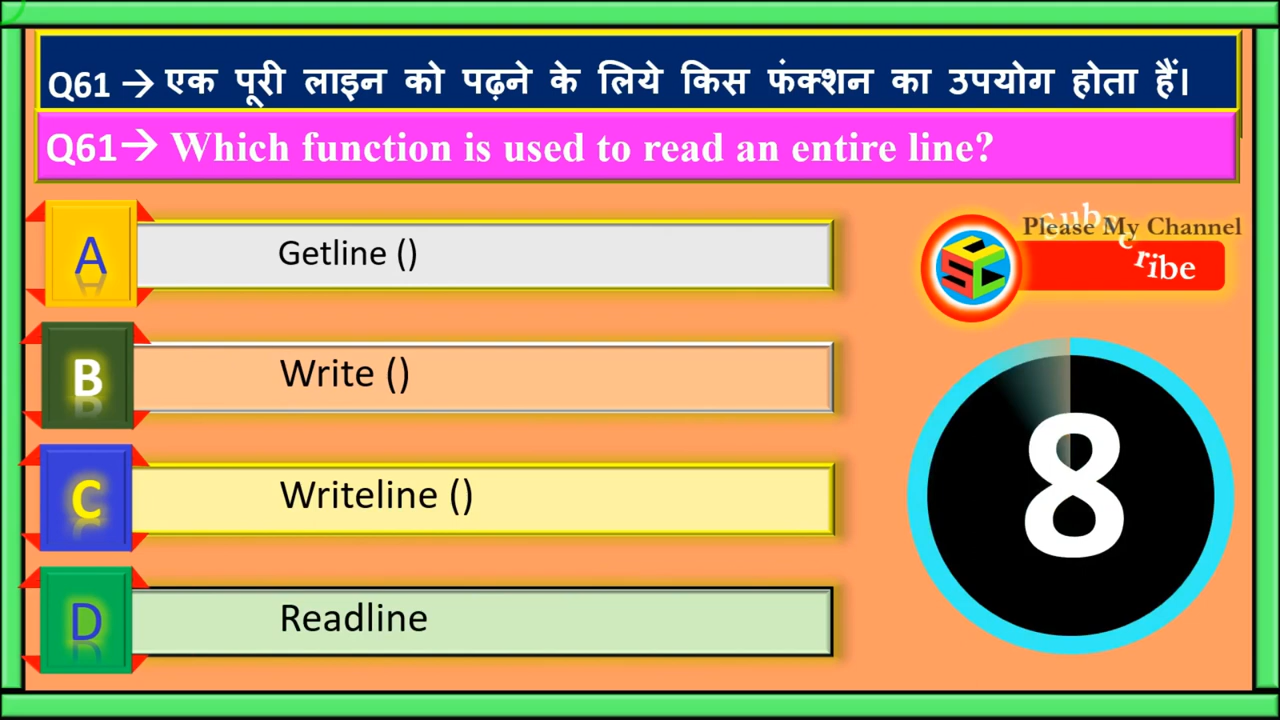 Q61 → एक पूरी लाइन को पढ़ने के लिये किस फंक्शन का उपयोग होता हैं।
Q61→ Which function is used to read an entire line?
A
Getline ()
Please My Channel
Subscribe
B
Write ()
8
C
Writeline ()
D
Readline